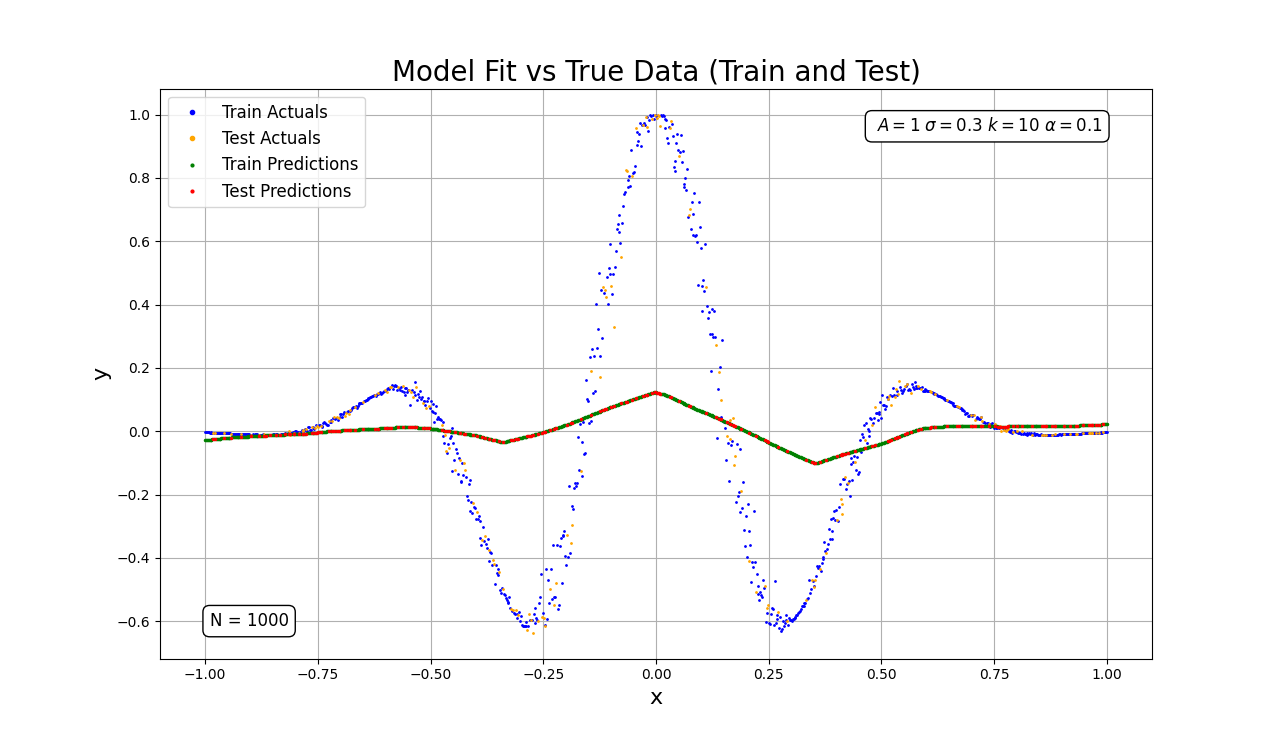 Model Fit vs True Data (Train and Test)
Train Actuals
Test Actuals
Train Predictions
Test Predictions
A = 1 σ = 0.3 k = 10 α = 0.1
N = 1000
y
1.0
0.8
0.6
0.4
0.2
0.0
−0.2
−0.4
−0.6
−1.00 −0.75 −0.50 −0.25 0.00 0.25 0.50 0.75 1.00
x